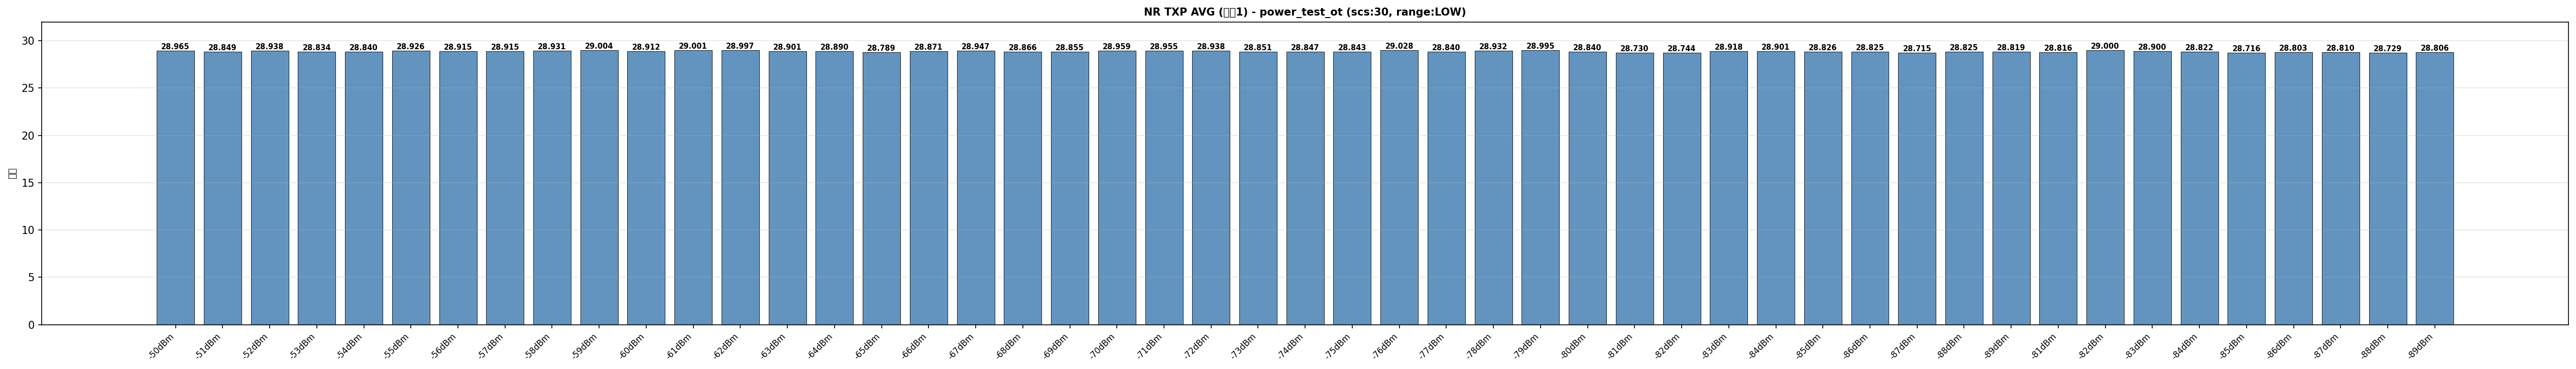 NR TXP AVG (1) - power_test_ot (scs:30, range:LOW)
30
25
20
15
10
5
0
28.965 28.849 28.938 28.834 28.840 28.926 28.915 28.915 28.931 29.004 28.912 29.001 28.997 28.901 28.890 28.789 28.871 28.947 28.866 28.855 28.959 28.955 28.938 28.851 28.847 28.843 29.028 28.840 28.932 28.995 28.840 28.730 28.744 28.918 28.901 28.826 28.825 28.715 28.825 28.819 28.816 29.000 28.900 28.822 28.716 28.803 28.810 28.729 28.806
-50dBm -51dBm -52dBm -53dBm -54dBm -55dBm -56dBm -57dBm -58dBm -59dBm -60dBm -61dBm -62dBm -63dBm -64dBm -65dBm -66dBm -67dBm -68dBm -69dBm -70dBm -71dBm -72dBm -73dBm -74dBm -75dBm -76dBm -77dBm -78dBm -79dBm -80dBm -81dBm -82dBm -83dBm -84dBm -85dBm -86dBm -87dBm -88dBm -89dBm -81dBm -82dBm -83dBm -84dBm -85dBm -86dBm -87dBm -88dBm -89dBm